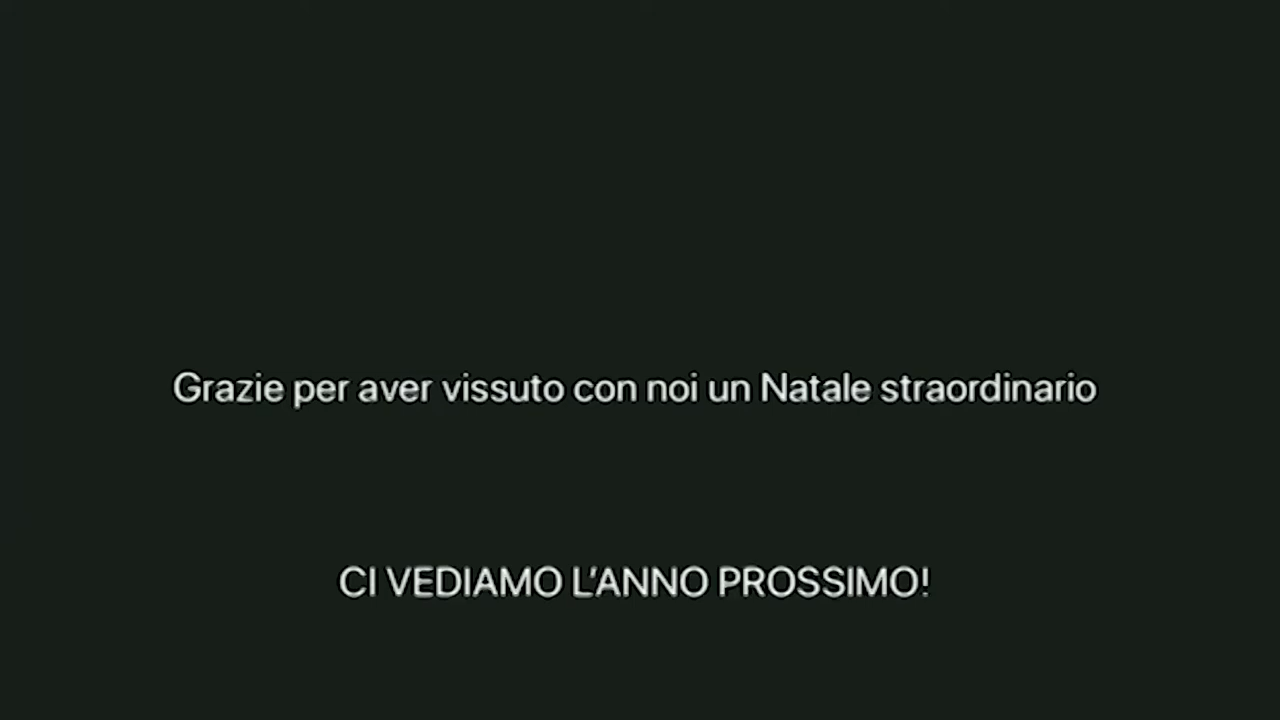 Grazie per aver vissuto con noi un Natale straordinario
CI VEDIAMO L’ANNO PROSSIMO!